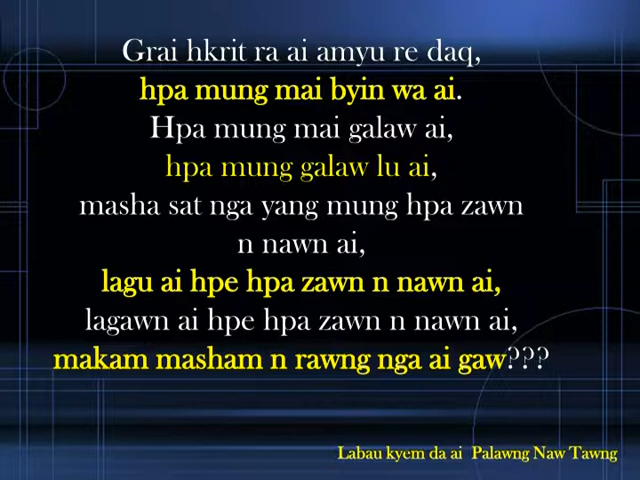 Grai hkrit ra ai amyu re daq,
hpa mung mai byin wa ai.
Hpa mung mai galaw ai,
hpa mung galaw lu ai,
masha sat nga yang mung hpa zawn
n nawn ai,
lagu ai hpe hpa zawn n nawn ai,
lagawn ai hpe hpa zawn n nawn ai,
makam masham n rawng nga ai gaw???
Labau kyem da ai Palawng Naw Tawng